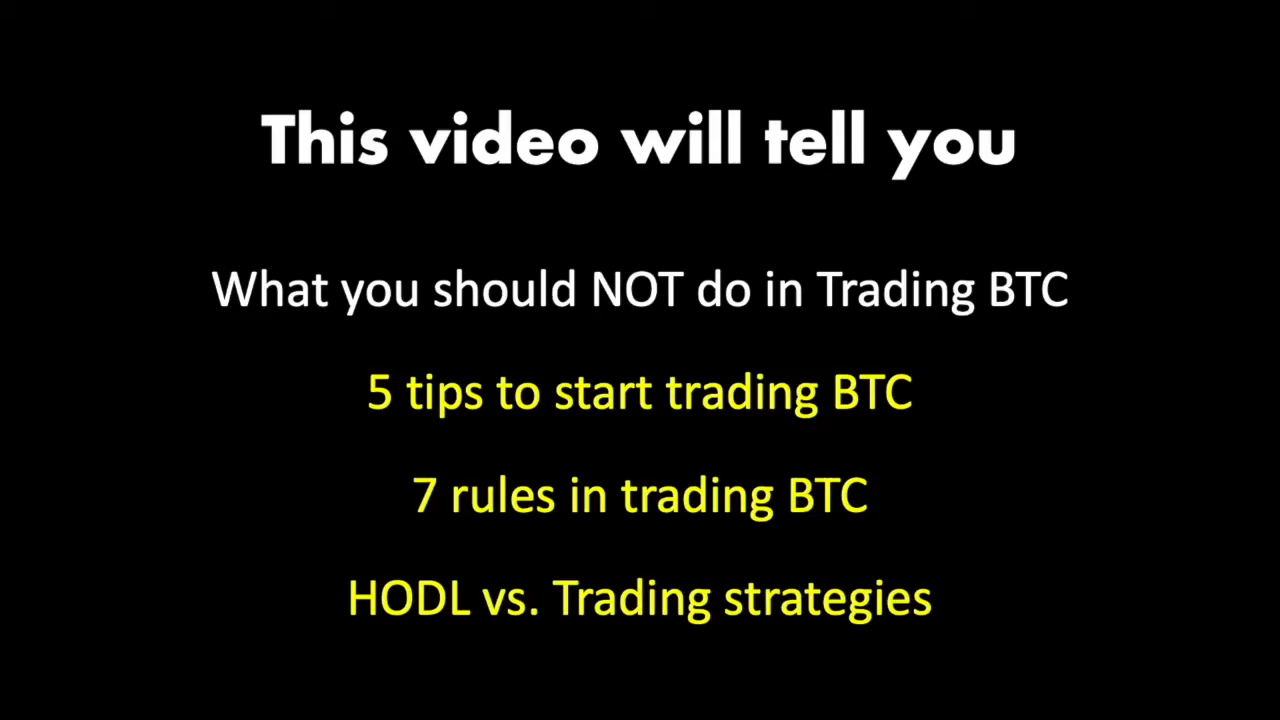 This video will tell you
What you should NOT do in Trading BTC
5 tips to start trading BTC
7 rules in trading BTC
HODL vs. Trading strategies